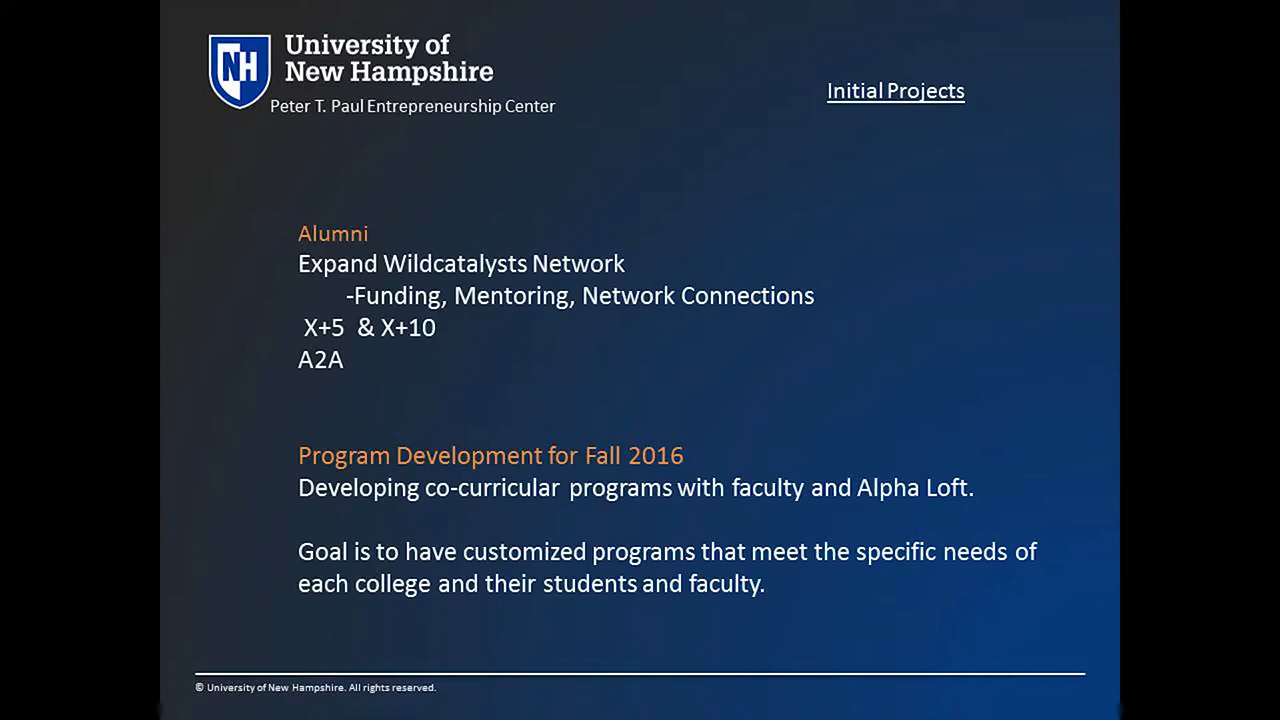 NH
University of
New Hampshire
Peter T. Paul Entrepreneurship Center
Initial Projects
Alumni
Expand Wildcatalysts Network
-Funding, Mentoring, Network Connections
X+5 & X+10
A2A
Program Development for Fall 2016
Developing co-curricular programs with faculty and Alpha Loft.
Goal is to have customized programs that meet the specific needs of
each college and their students and faculty.
© University of New Hampshire. All rights reserved.